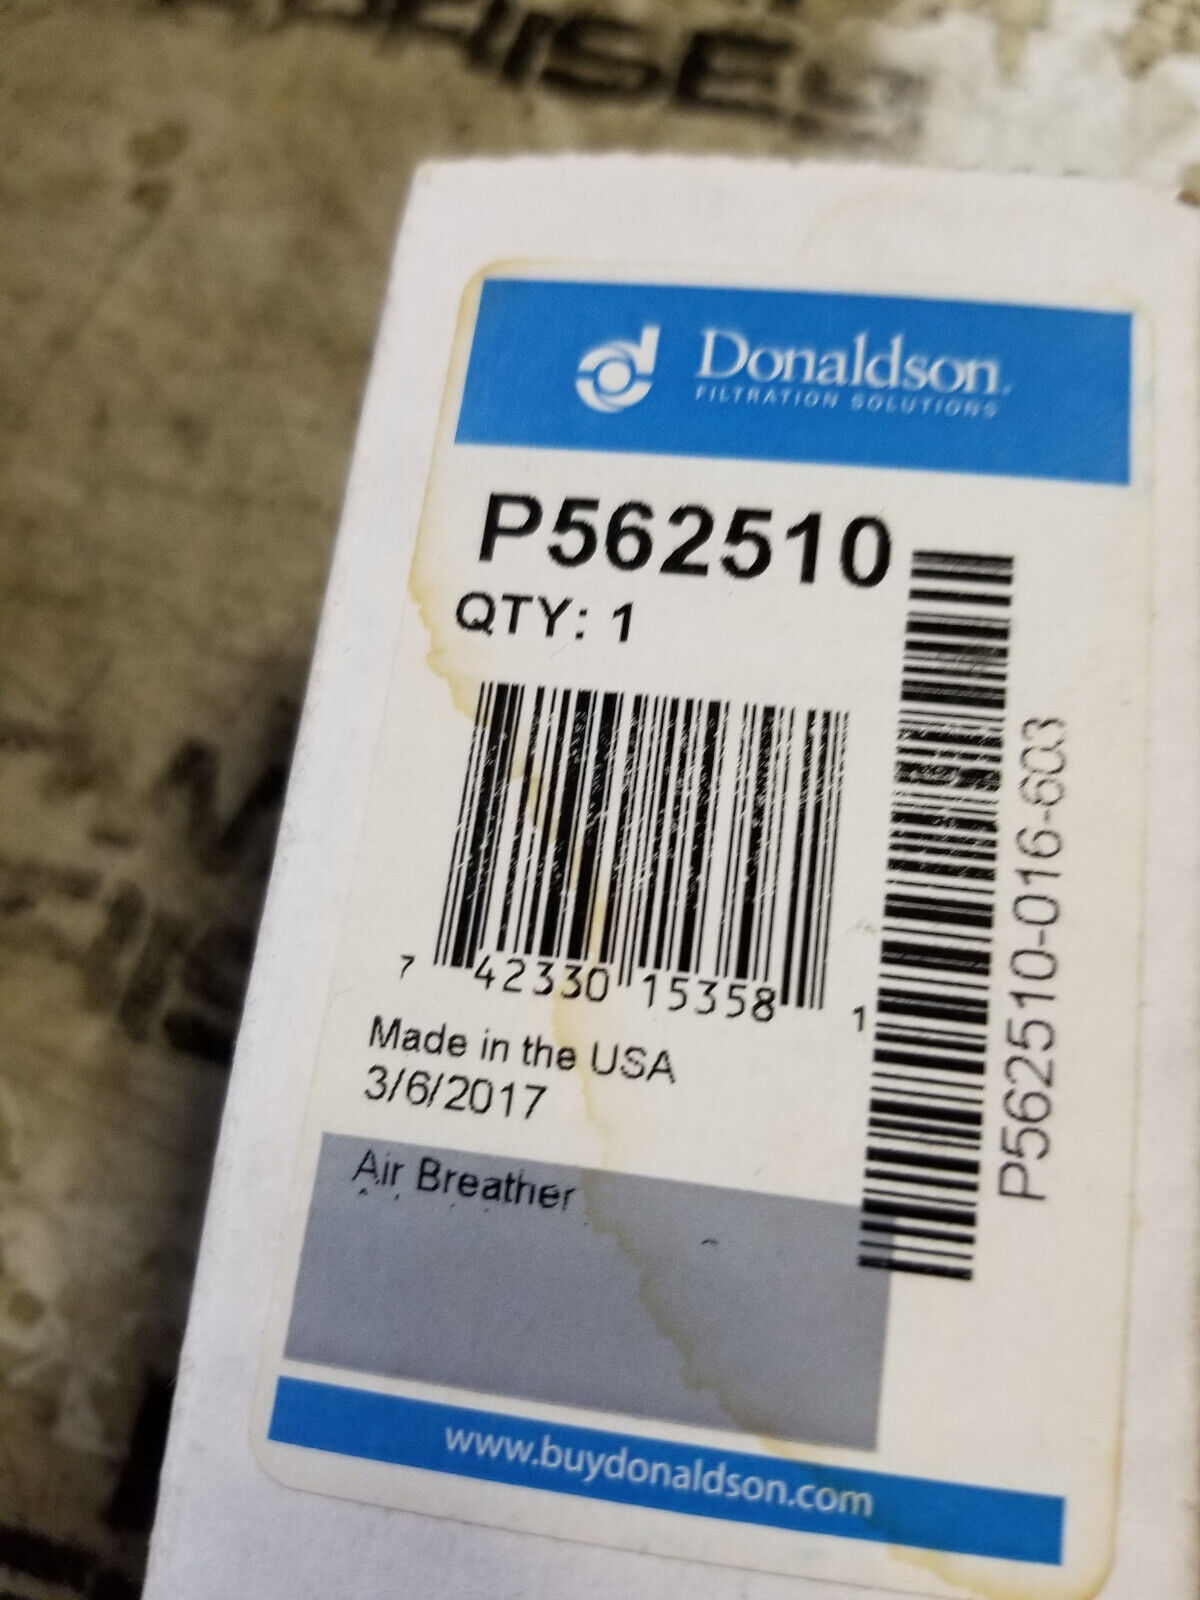 Donaldson.
FILTRATION SOLUTIONS
P562510
QTY: 1
7 42330 15358 1
P562510-016-603
Made in the USA
3/6/2017
Air Breather
www.buydonaldson.com